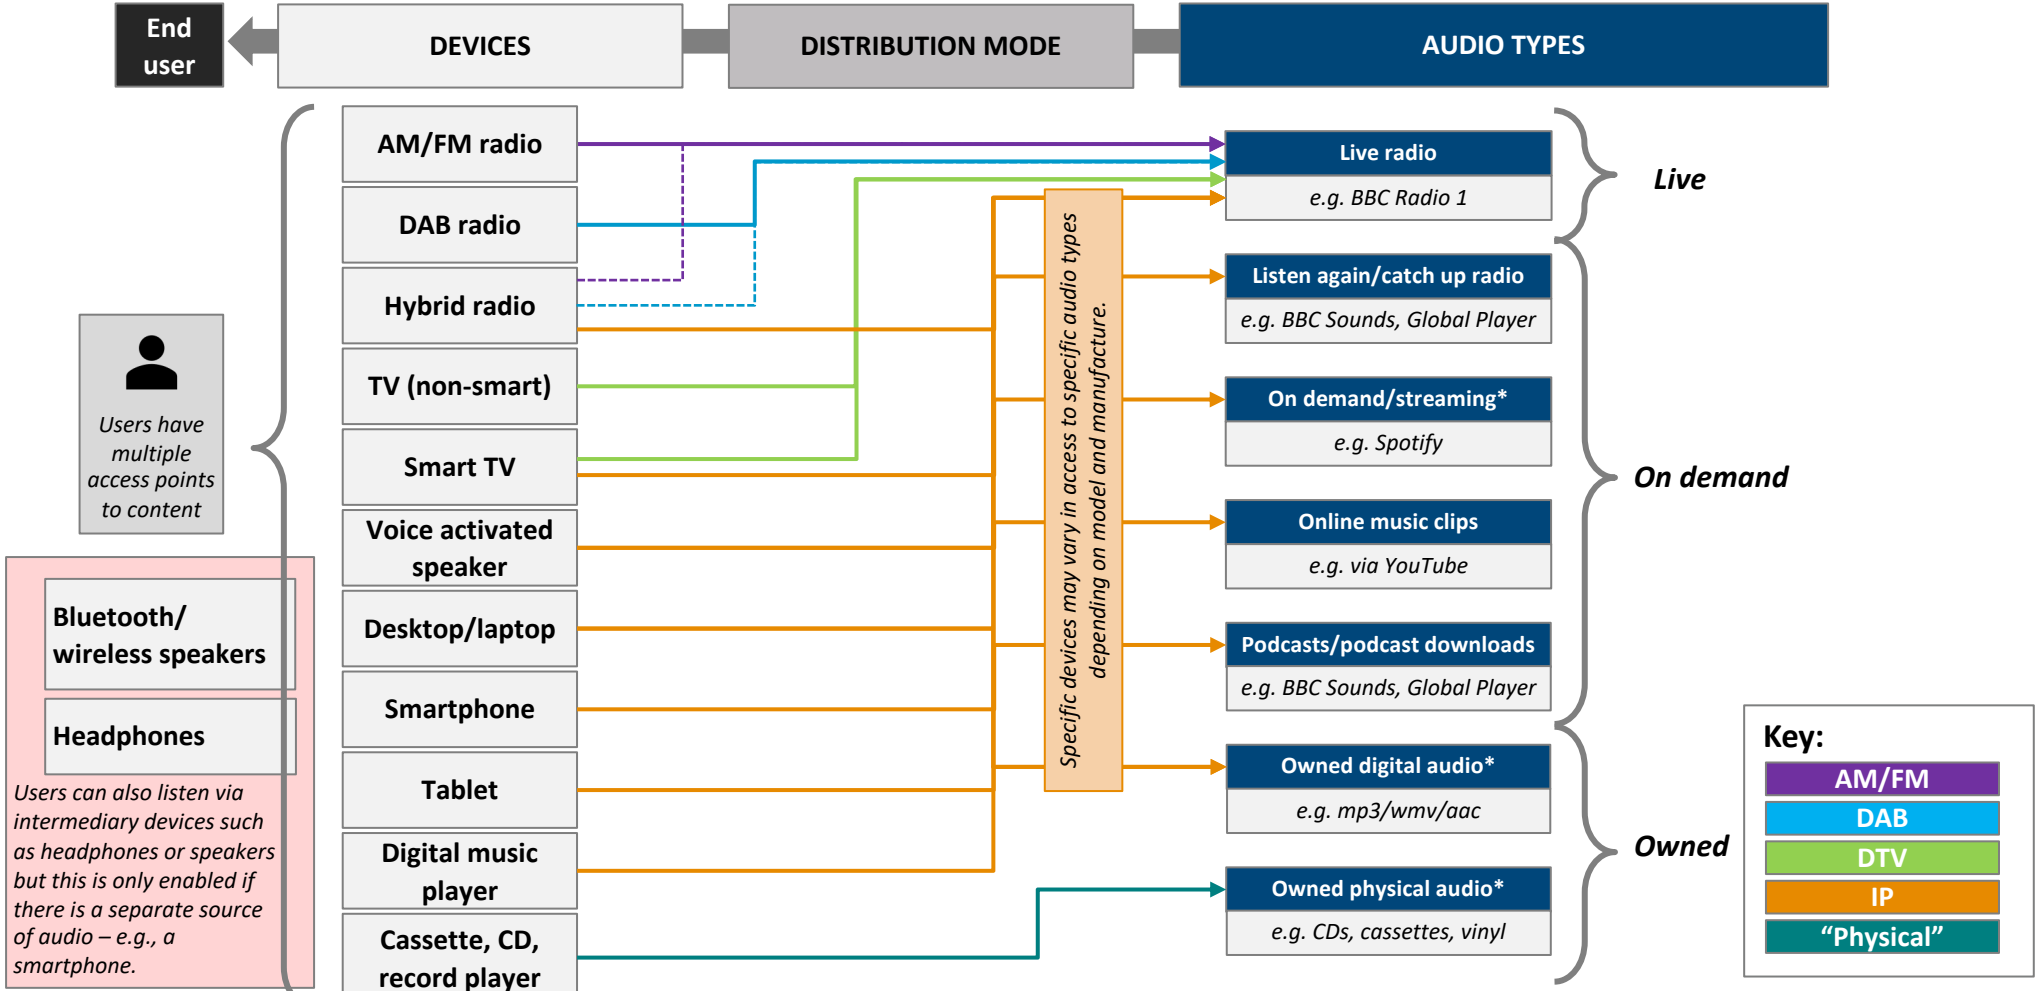 End
user
DEVICES
DISTRIBUTION MODE
AUDIO TYPES
AM/FM radio
DAB radio
Hybrid radio
TV (non-smart)
Smart TV
Voice activated
speaker
Desktop/laptop
Smartphone
Tablet
Digital music
player
Cassette, CD,
record player
Users have
multiple
access points
to content
Bluetooth/
wireless speakers
Headphones
Users can also listen via
intermediary devices such
as headphones or speakers
but this is only enabled if
there is a separate source
of audio – e.g., a
smartphone.
Specific devices may vary in access to specific audio types
depending on model and manufacture.
Live radio
e.g. BBC Radio 1
Listen again/catch up radio
e.g. BBC Sounds, Global Player
On demand/streaming*
e.g. Spotify
Online music clips
e.g. via YouTube
Podcasts/podcast downloads
e.g. BBC Sounds, Global Player
Owned digital audio*
e.g. mp3/wmv/aac
Owned physical audio*
e.g. CDs, cassettes, vinyl
Live
On demand
Owned
Key:
AM/FM
DAB
DTV
IP
“Physical”